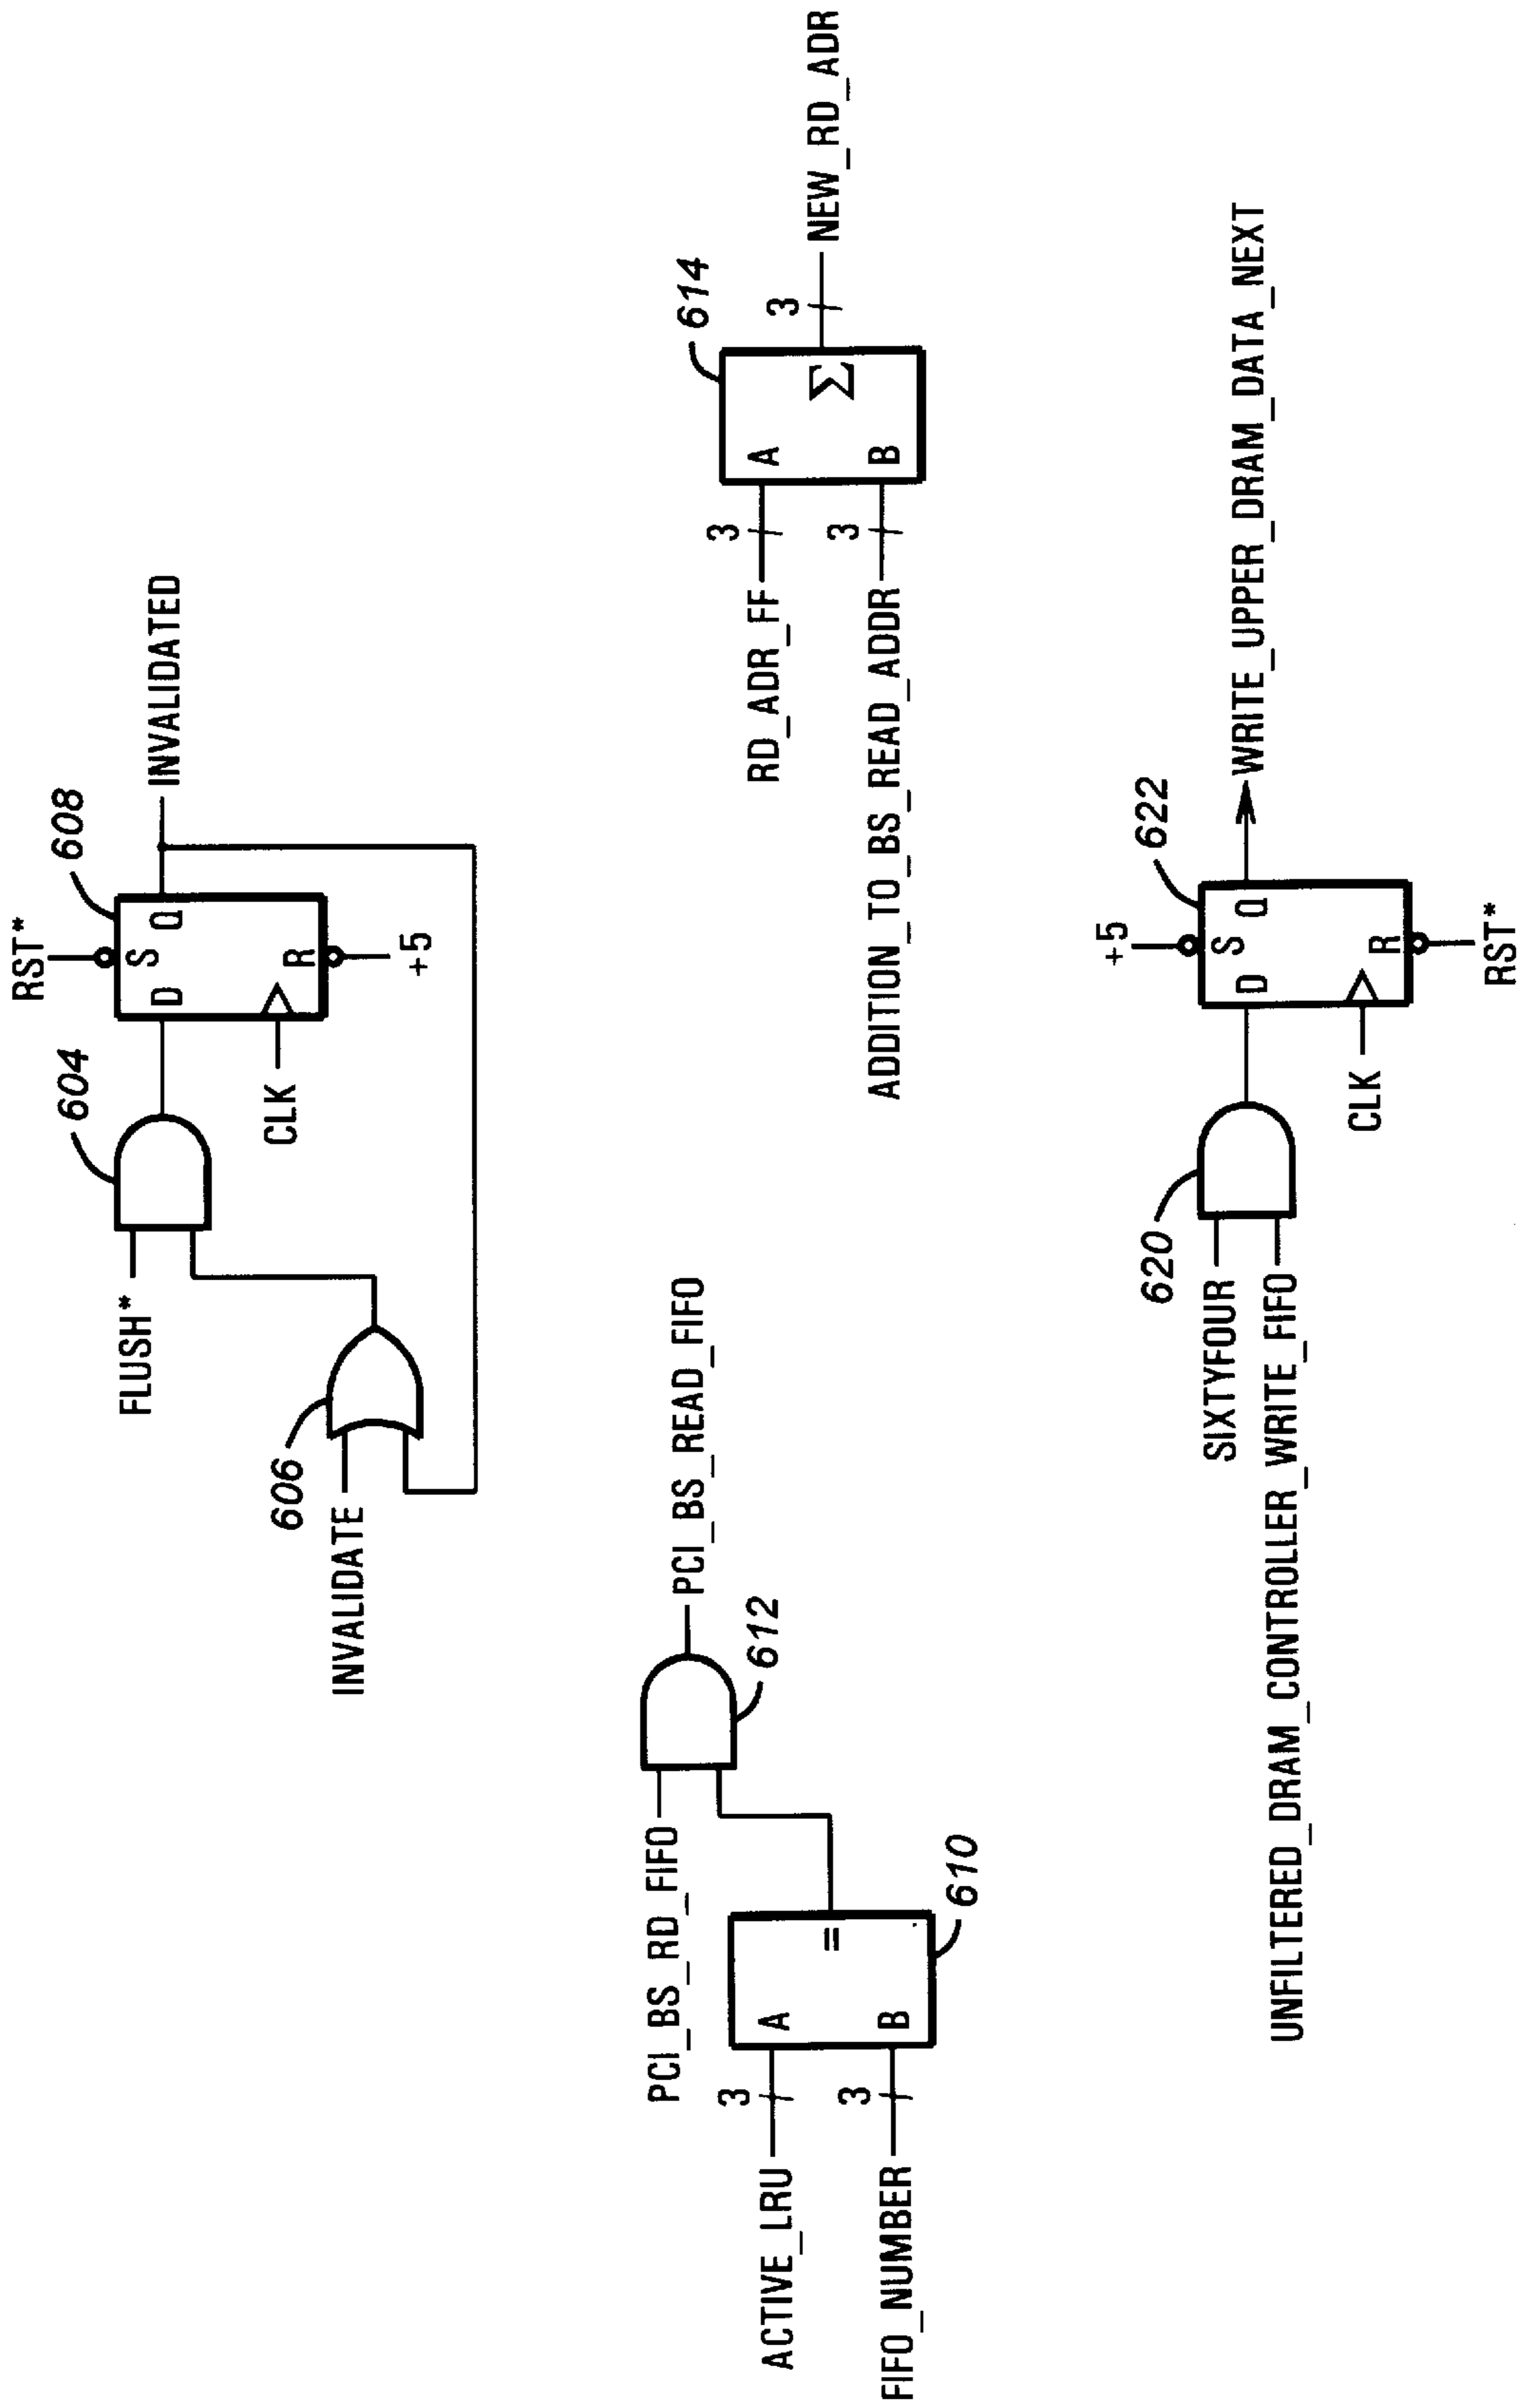 RST*
604
608
FLUSH*
D
S
Q
INVALIDATED
R
CLK
+5
606
INVALIDATE
PCI_BS_RD_FIFO
PCI_BS_READ_FIFO
612
ACTIVE_LRU
3
A
=
FIFO_NUMBER
3
B
610
614
RD_ADR_FF
3
A
Σ
3
NEW_RD_ADR
ADDITION_TO_BS_READ_ADDR
3
B
+5
620
622
SIXTYFOUR
UNFILTERED_DRAM_CONTROLLER_WRITE_FIFO
D
S
Q
WRITE_UPPER_DRAM_DATA_NEXT
R
CLK
RST*